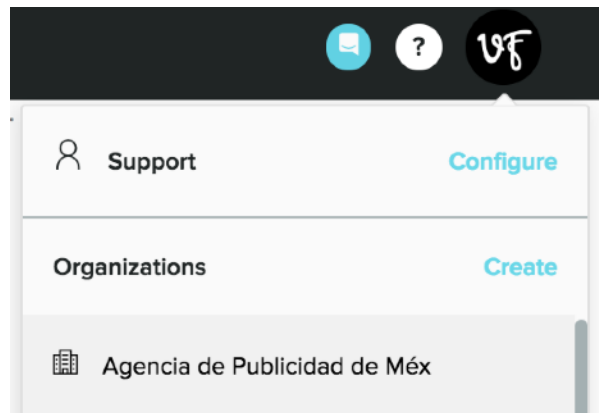 ?
vf
Support Configure
Organizations Create
Agencia de Publicidad de Méx